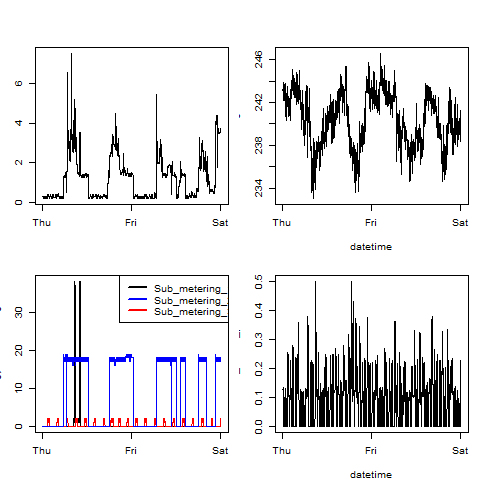 6
4
2
0
Thu Fri Sat
246
242
238
234
Thu Fri Sat
datetime
30
20
10
0
Sub_metering_
Sub_metering_
Sub_metering_
Thu Fri Sat
0.5
0.4
0.3
0.2
0.1
0.0
Thu Fri Sat
datetime